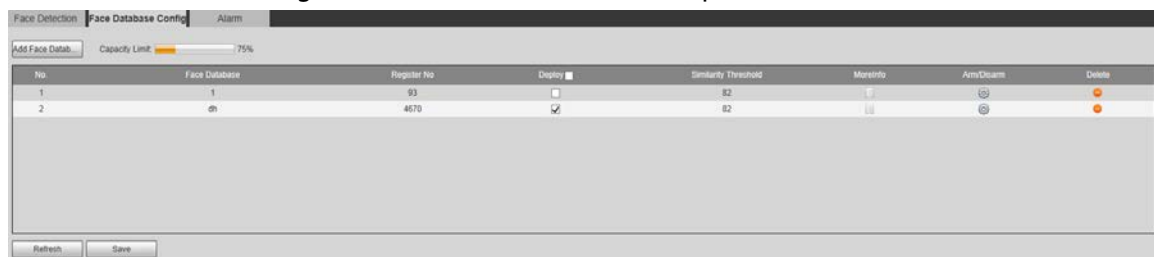 Face Detection Face Database Config Alarm
Add Face Datab... Capacity Limit: 75%
No. Face Database Register No Deploy Similarity Threshold MoreInfo Arm/Disarm Delete
1 1 93 82
2 dh 4670 82
Refresh Save